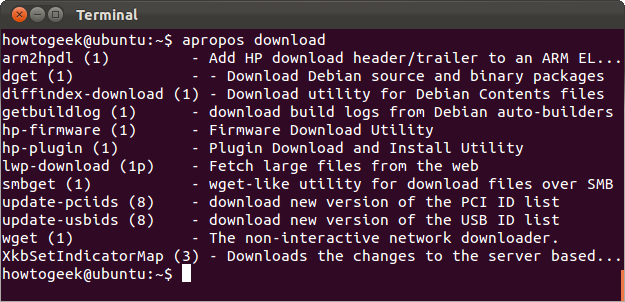 Terminal
howtogeek@ubuntu:~$ apropos download
arm2hpdl (1)         - Add HP download header/trailer to an ARM EL...
dget (1)             - - Download Debian source and binary packages
diffindex-download (1) - Download utility for Debian Contents files
getbuildlog (1)      - download build logs from Debian auto-builders
hp-firmware (1)      - Firmware Download Utility
hp-plugin (1)        - Plugin Download and Install Utility
lwp-download (1p)    - Fetch large files from the web
smbget (1)           - wget-like utility for download files over SMB
update-pciids (8)    - download new version of the PCI ID list
update-usbids (8)    - download new version of the USB ID list
wget (1)             - The non-interactive network downloader.
XkbSetIndicatorMap (3) - Downloads the changes to the server based...
howtogeek@ubuntu:~$